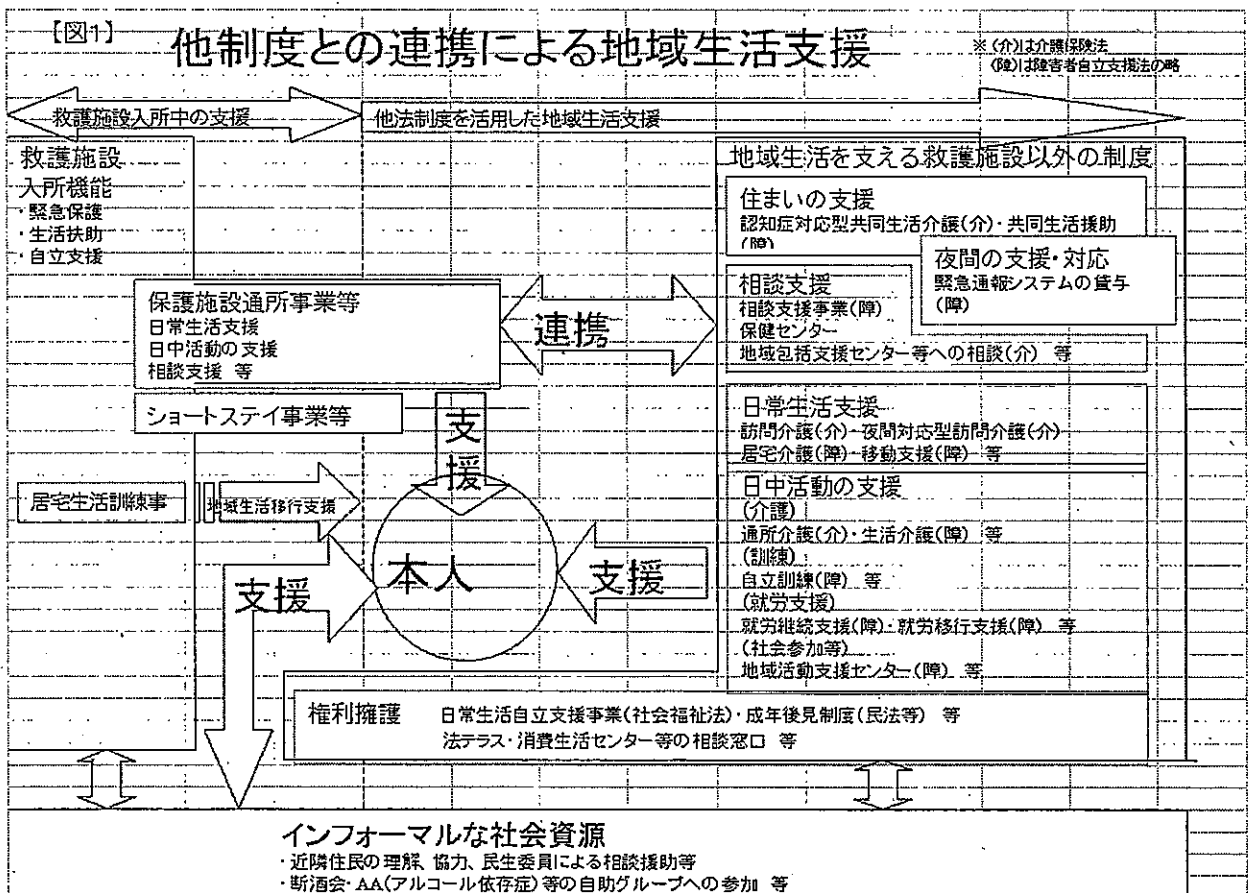 【図1】
他制度との連携による地域生活支援
※(介)は介護保険法
(障)は障害者自立支援法の略
救護施設入所中の支援
他法制度を活用した地域生活支援
救護施設
入所機能
・緊急保護
・生活扶助
・自立支援
保護施設通所事業等
日常生活支援
日中活動の支援
相談支援 等
ショートステイ事業等
居宅生活訓練事
地域生活移行支援
連携
支援
本人
支援
支援
地域生活を支える救護施設以外の制度
住まいの支援
認知症対応型共同生活介護(介)・共同生活援助
(障)
夜間の支援・対応
緊急通報システムの貸与
(障)
相談支援
相談支援事業(障)
保健センター
地域包括支援センター等への相談(介) 等
日常生活支援
訪問介護(介)・夜間対応型訪問介護(介)
居宅介護(障)・移動支援(障) 等
日中活動の支援
(介護)
通所介護(介)・生活介護(障) 等
(訓練)
自立訓練(障) 等
(就労支援)
就労継続支援(障)・就労移行支援(障) 等
(社会参加等)
地域活動支援センター(障) 等
権利擁護 日常生活自立支援事業(社会福祉法)・成年後見制度(民法等) 等
法テラス・消費生活センター等の相談窓口 等
インフォーマルな社会資源
・近隣住民の理解、協力、民生委員による相談援助等
・断酒会・AA(アルコール依存症)等の自助グループへの参加 等